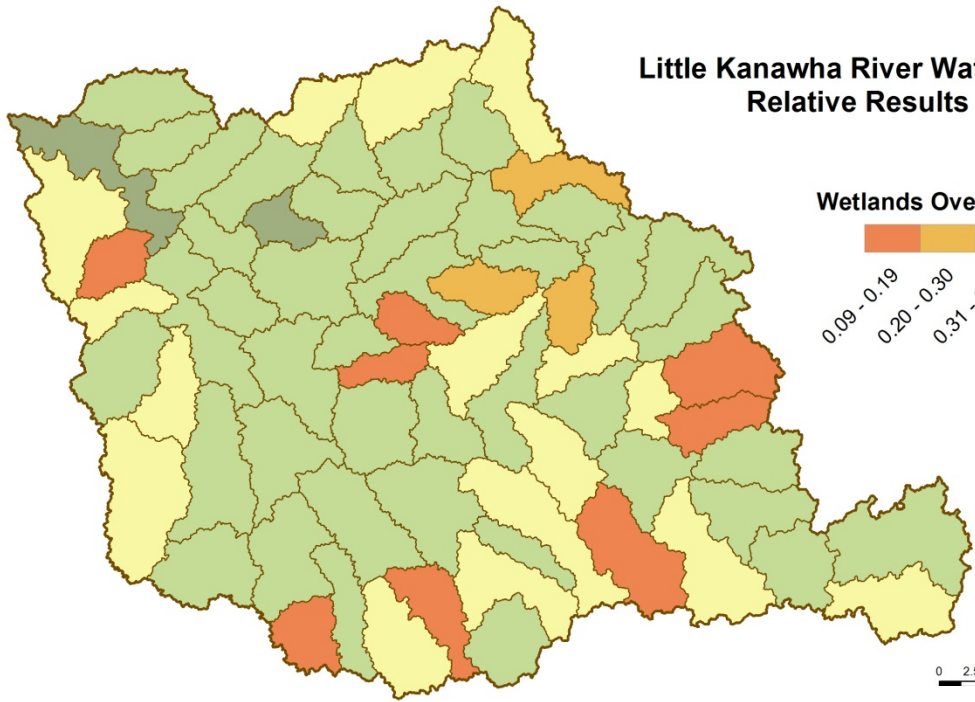 Little Kanawha River Wat
Relative Results
Wetlands Ove
0.09 - 0.19
0.20 - 0.30
0.31 -
0 2.5